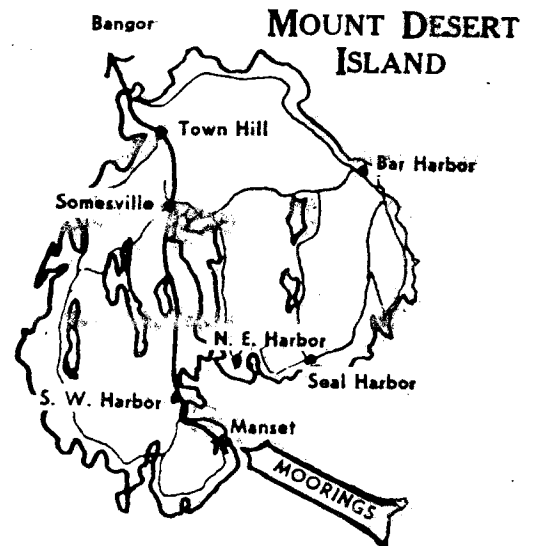 Bangor
MOUNT DESERT
ISLAND
Town Hill
Bar Harbor
Somesville
N. E. Harbor
Seal Harbor
S. W. Harbor
Manset
MOORINGS